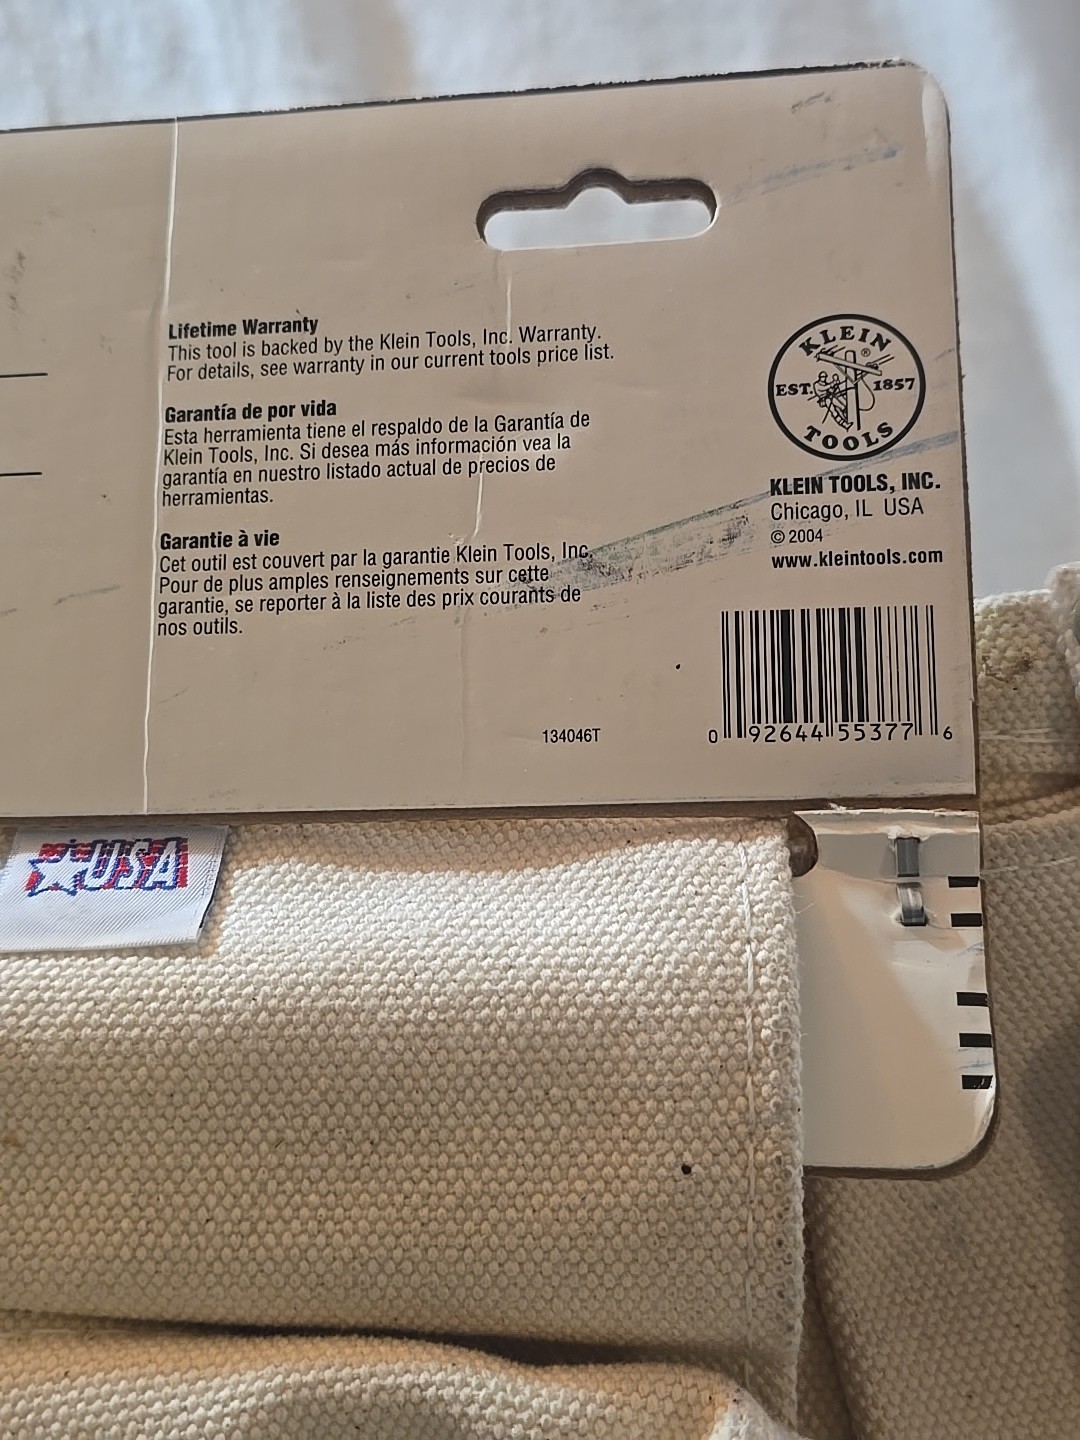 Lifetime Warranty
This tool is backed by the Klein Tools, Inc. Warranty.
For details, see warranty in our current tools price list.
Garantía de por vida
Esta herramienta tiene el respaldo de la Garantía de
Klein Tools, Inc. Si desea más información vea la
garantía en nuestro listado actual de precios de
herramientas.
Garantie à vie
Cet outil est couvert par la garantie Klein Tools, Inc.
Pour de plus amples renseignements sur cette
garantie, se reporter à la liste des prix courants de
nos outils.
134046T
KLEIN
®
EST. 1857
TOOLS
KLEIN TOOLS, INC.
Chicago, IL USA
© 2004
www.kleintools.com
0 92644 55377 6
USA